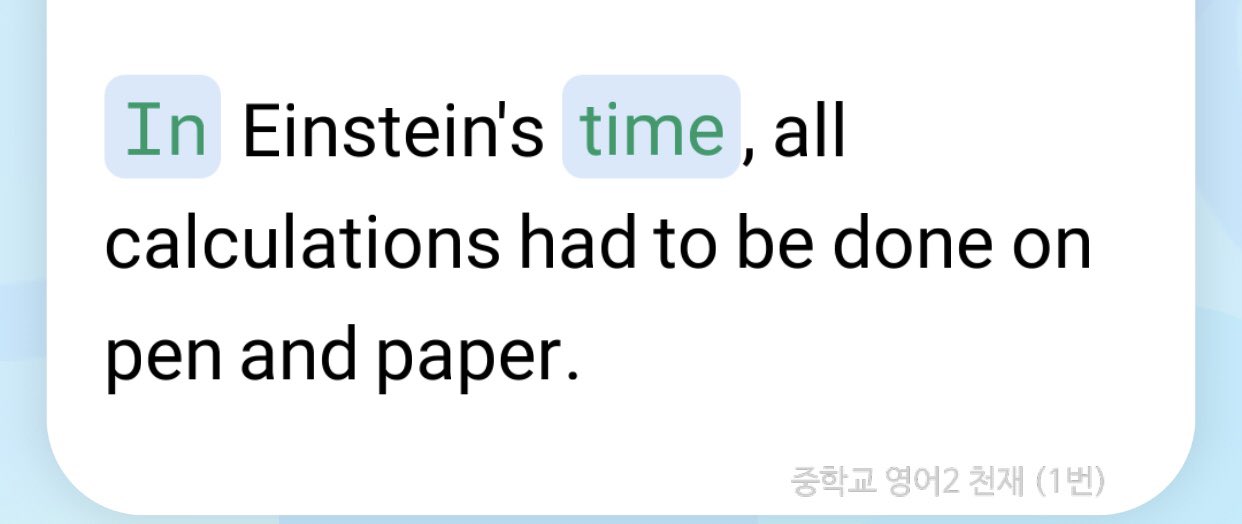 In Einstein's time, all
calculations had to be done on
pen and paper.
중학교 영어2 천재 (1번)